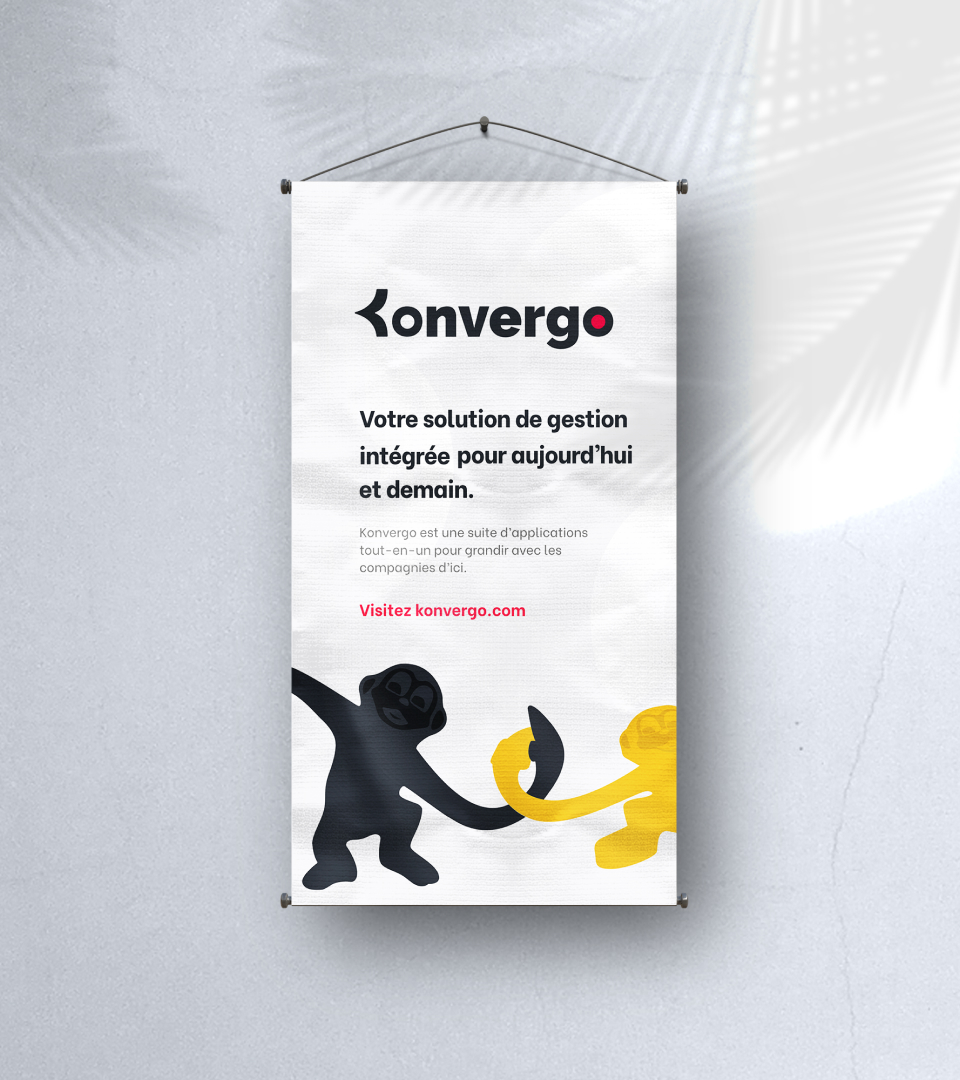 Konvergo
Votre solution de gestion
intégrée pour aujourd’hui
et demain.
Konvergo est une suite d’applications
tout-en-un pour grandir avec les
compagnies d’ici.
Visitez konvergo.com